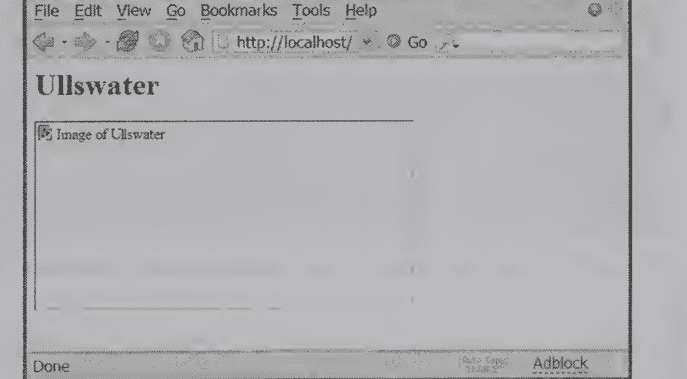 File Edit View Go Bookmarks Tools Help
http://localhost/ Go
Ullswater
Image of Ullswater
Done Adblock